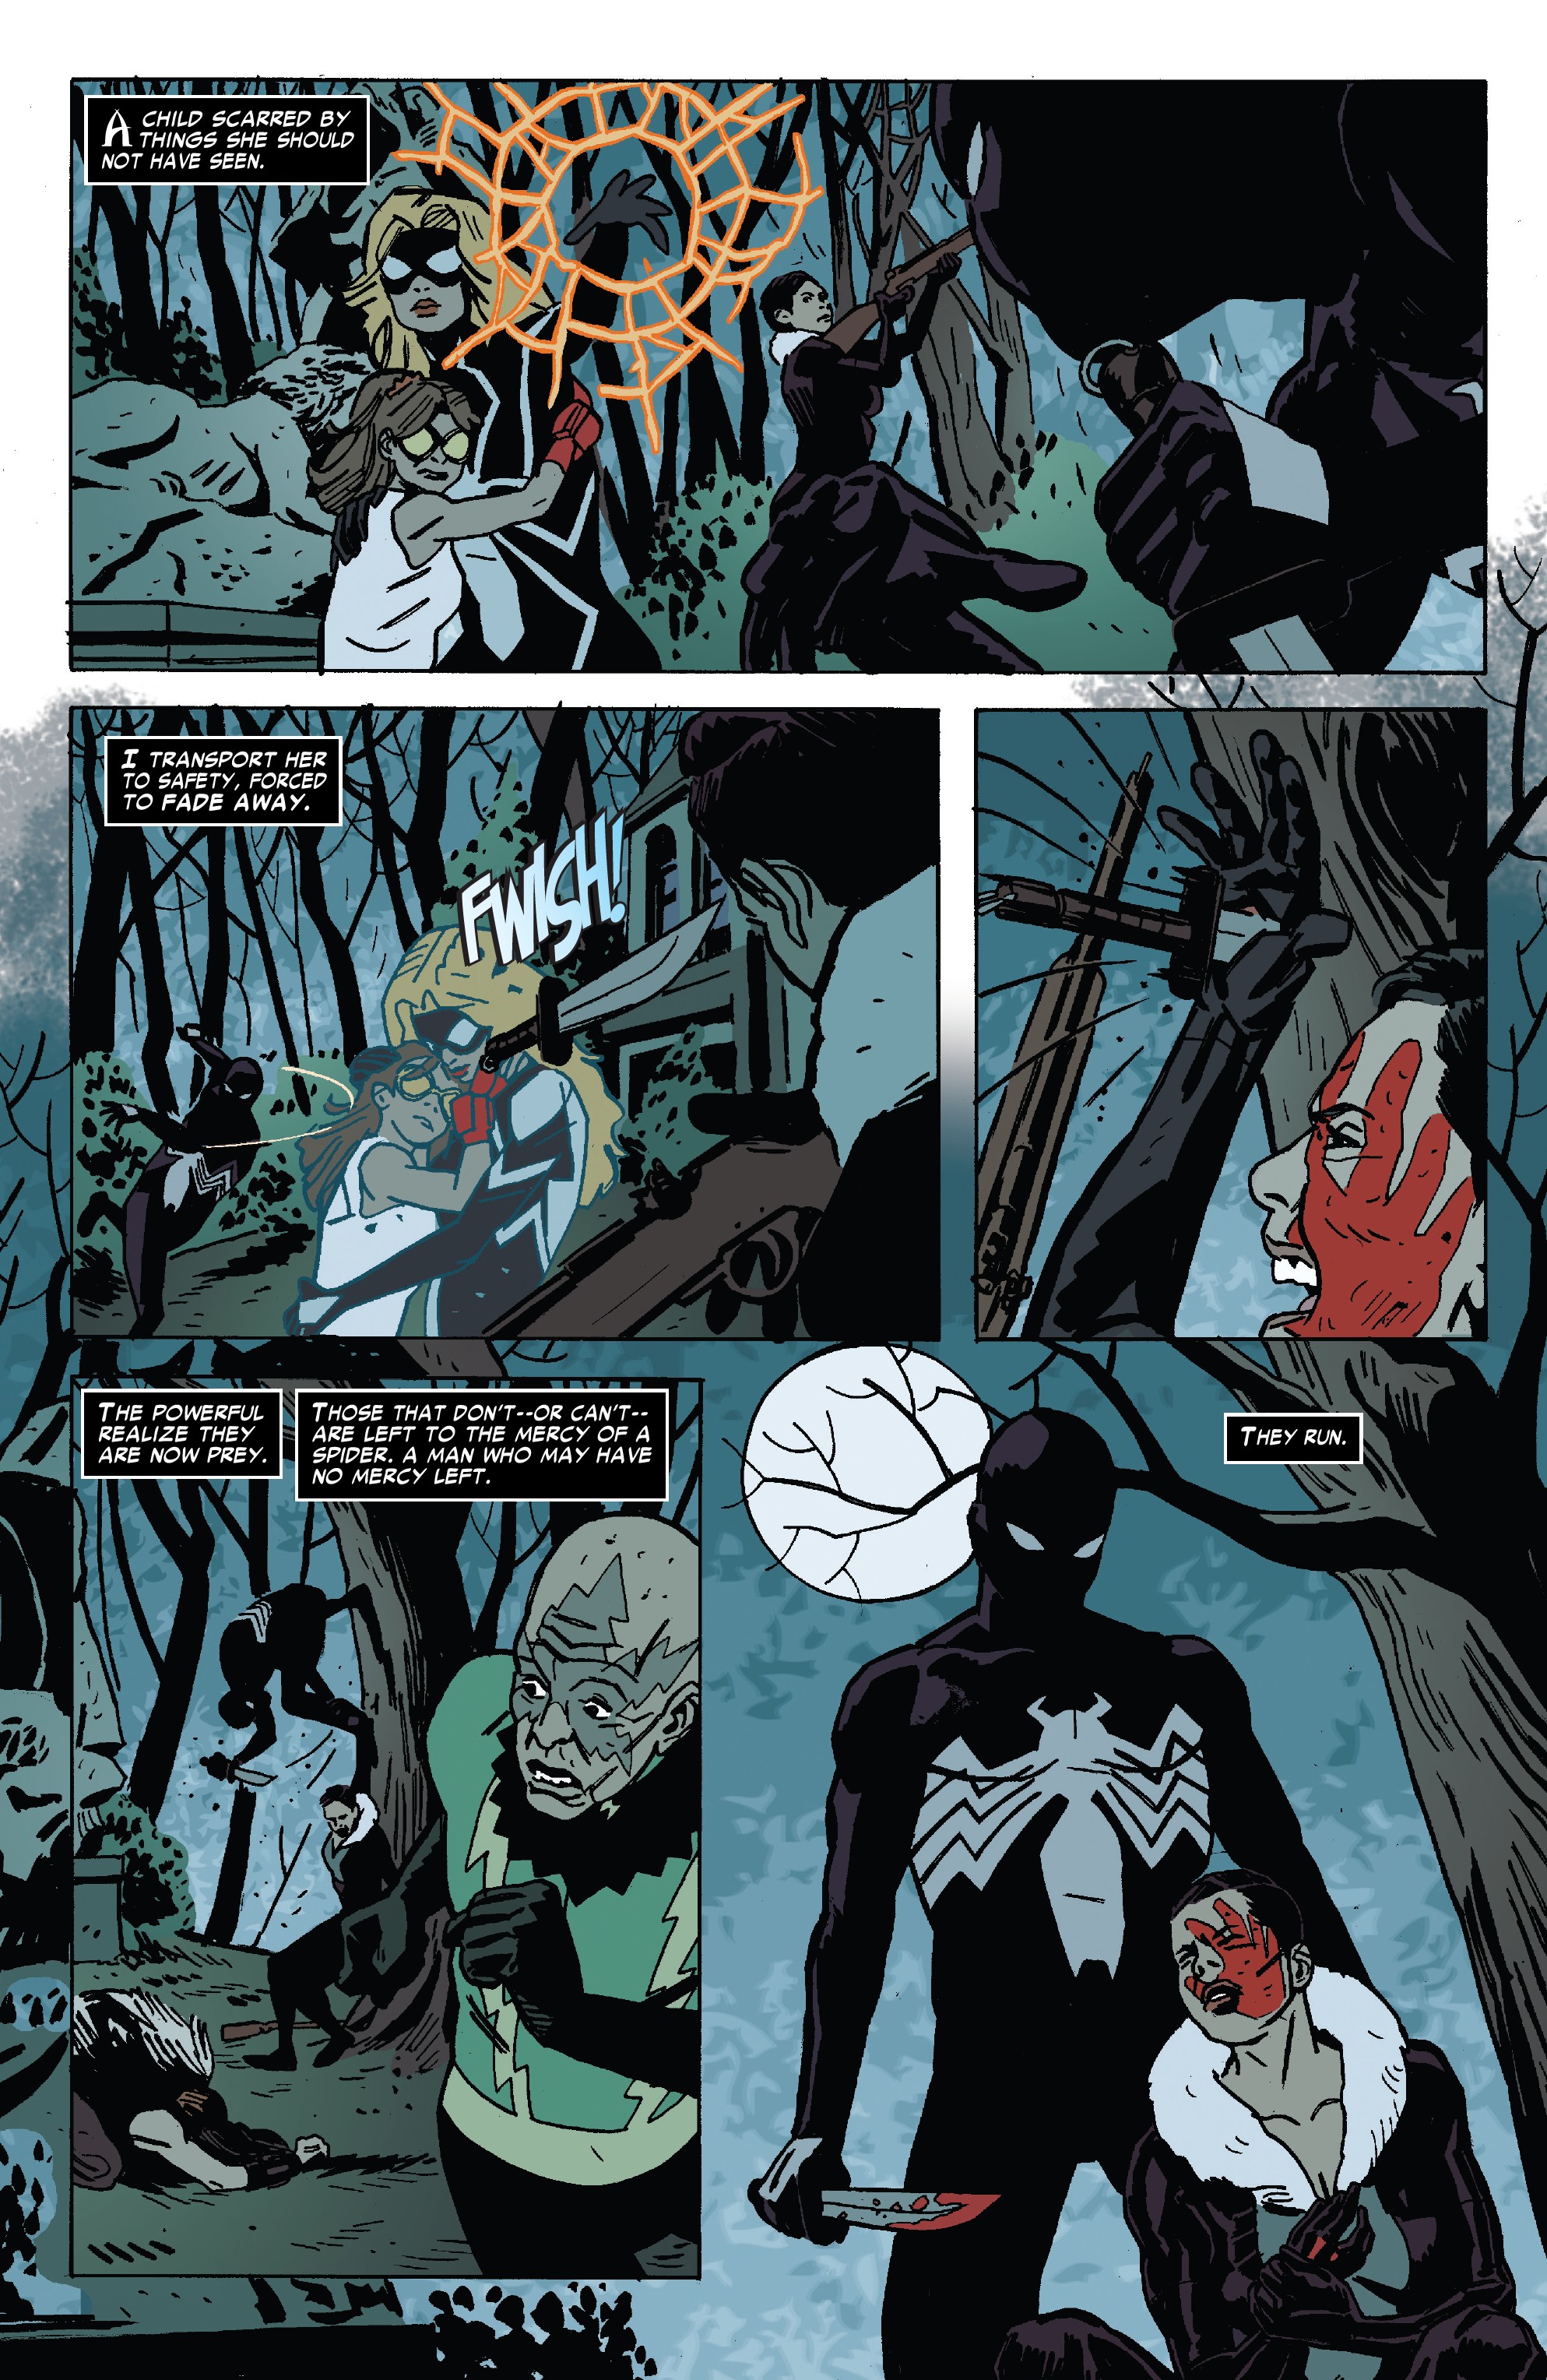 A CHILD SCARRED BY
THINGS SHE SHOULD
NOT HAVE SEEN.
I TRANSPORT HER
TO SAFETY, FORCED
TO FADE AWAY.
FWISH!
THE POWERFUL
REALIZE THEY
ARE NOW PREY.
THOSE THAT DON'T--OR CAN'T--
ARE LEFT TO THE MERCY OF A
SPIDER. A MAN WHO MAY HAVE
NO MERCY LEFT.
THEY RUN.